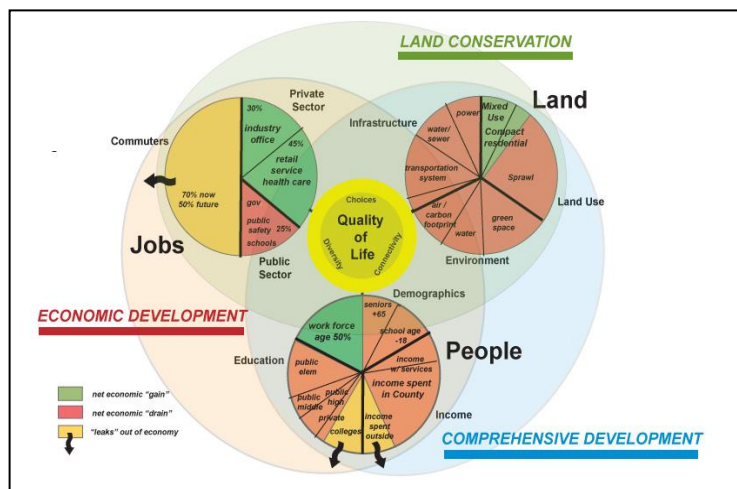 LAND CONSERVATION
Private
Sector
Land
30%
industry
office
45%
retail
service
health care
Commuters
70% now
50% future
gov
public
safety
schools
25%
Public
Sector
Jobs
Infrastructure
power
water/
sewer
transportation
system
air /
carbon
footprint
water
green
space
Environment
Mixed
Use
Compact
residential
Sprawl
Land Use
Choices
Quality
of
Life
Diversity
Connectivity
ECONOMIC DEVELOPMENT
Demographics
seniors
+65
school age
-18
work force
age 50%
People
income
w/ services
income spent
in County
Education
public
elem
public
middle
public
high
private
colleges
income
spent
outside
Income
net economic "gain"
net economic "drain"
"leaks" out of economy
COMPREHENSIVE DEVELOPMENT